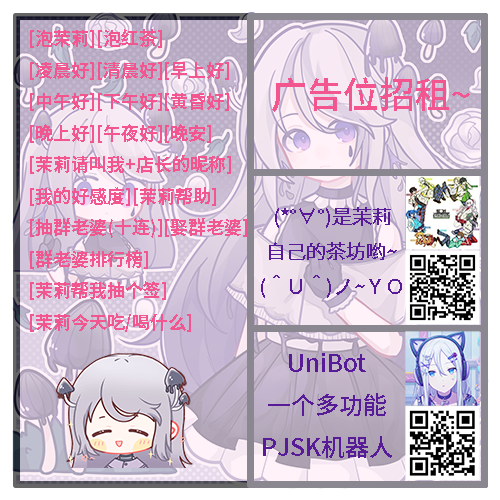 [泡茉莉][泡红茶]
[凌晨好][清晨好][早上好]
[中午好][下午好][黄昏好]
[晚上好][午夜好][晚安]
[茉莉请叫我+店长的昵称]
[我的好感度][茉莉帮助]
[抽群老婆(十连)][娶群老婆]
[群老婆排行榜]
[茉莉帮我抽个签]
[茉莉今天吃/喝什么]
广告位招租~
(*°∀°)是茉莉
自己的茶坊哟~
(＾U＾)ノ~YO
UniBot
一个多功能
PJSK机器人